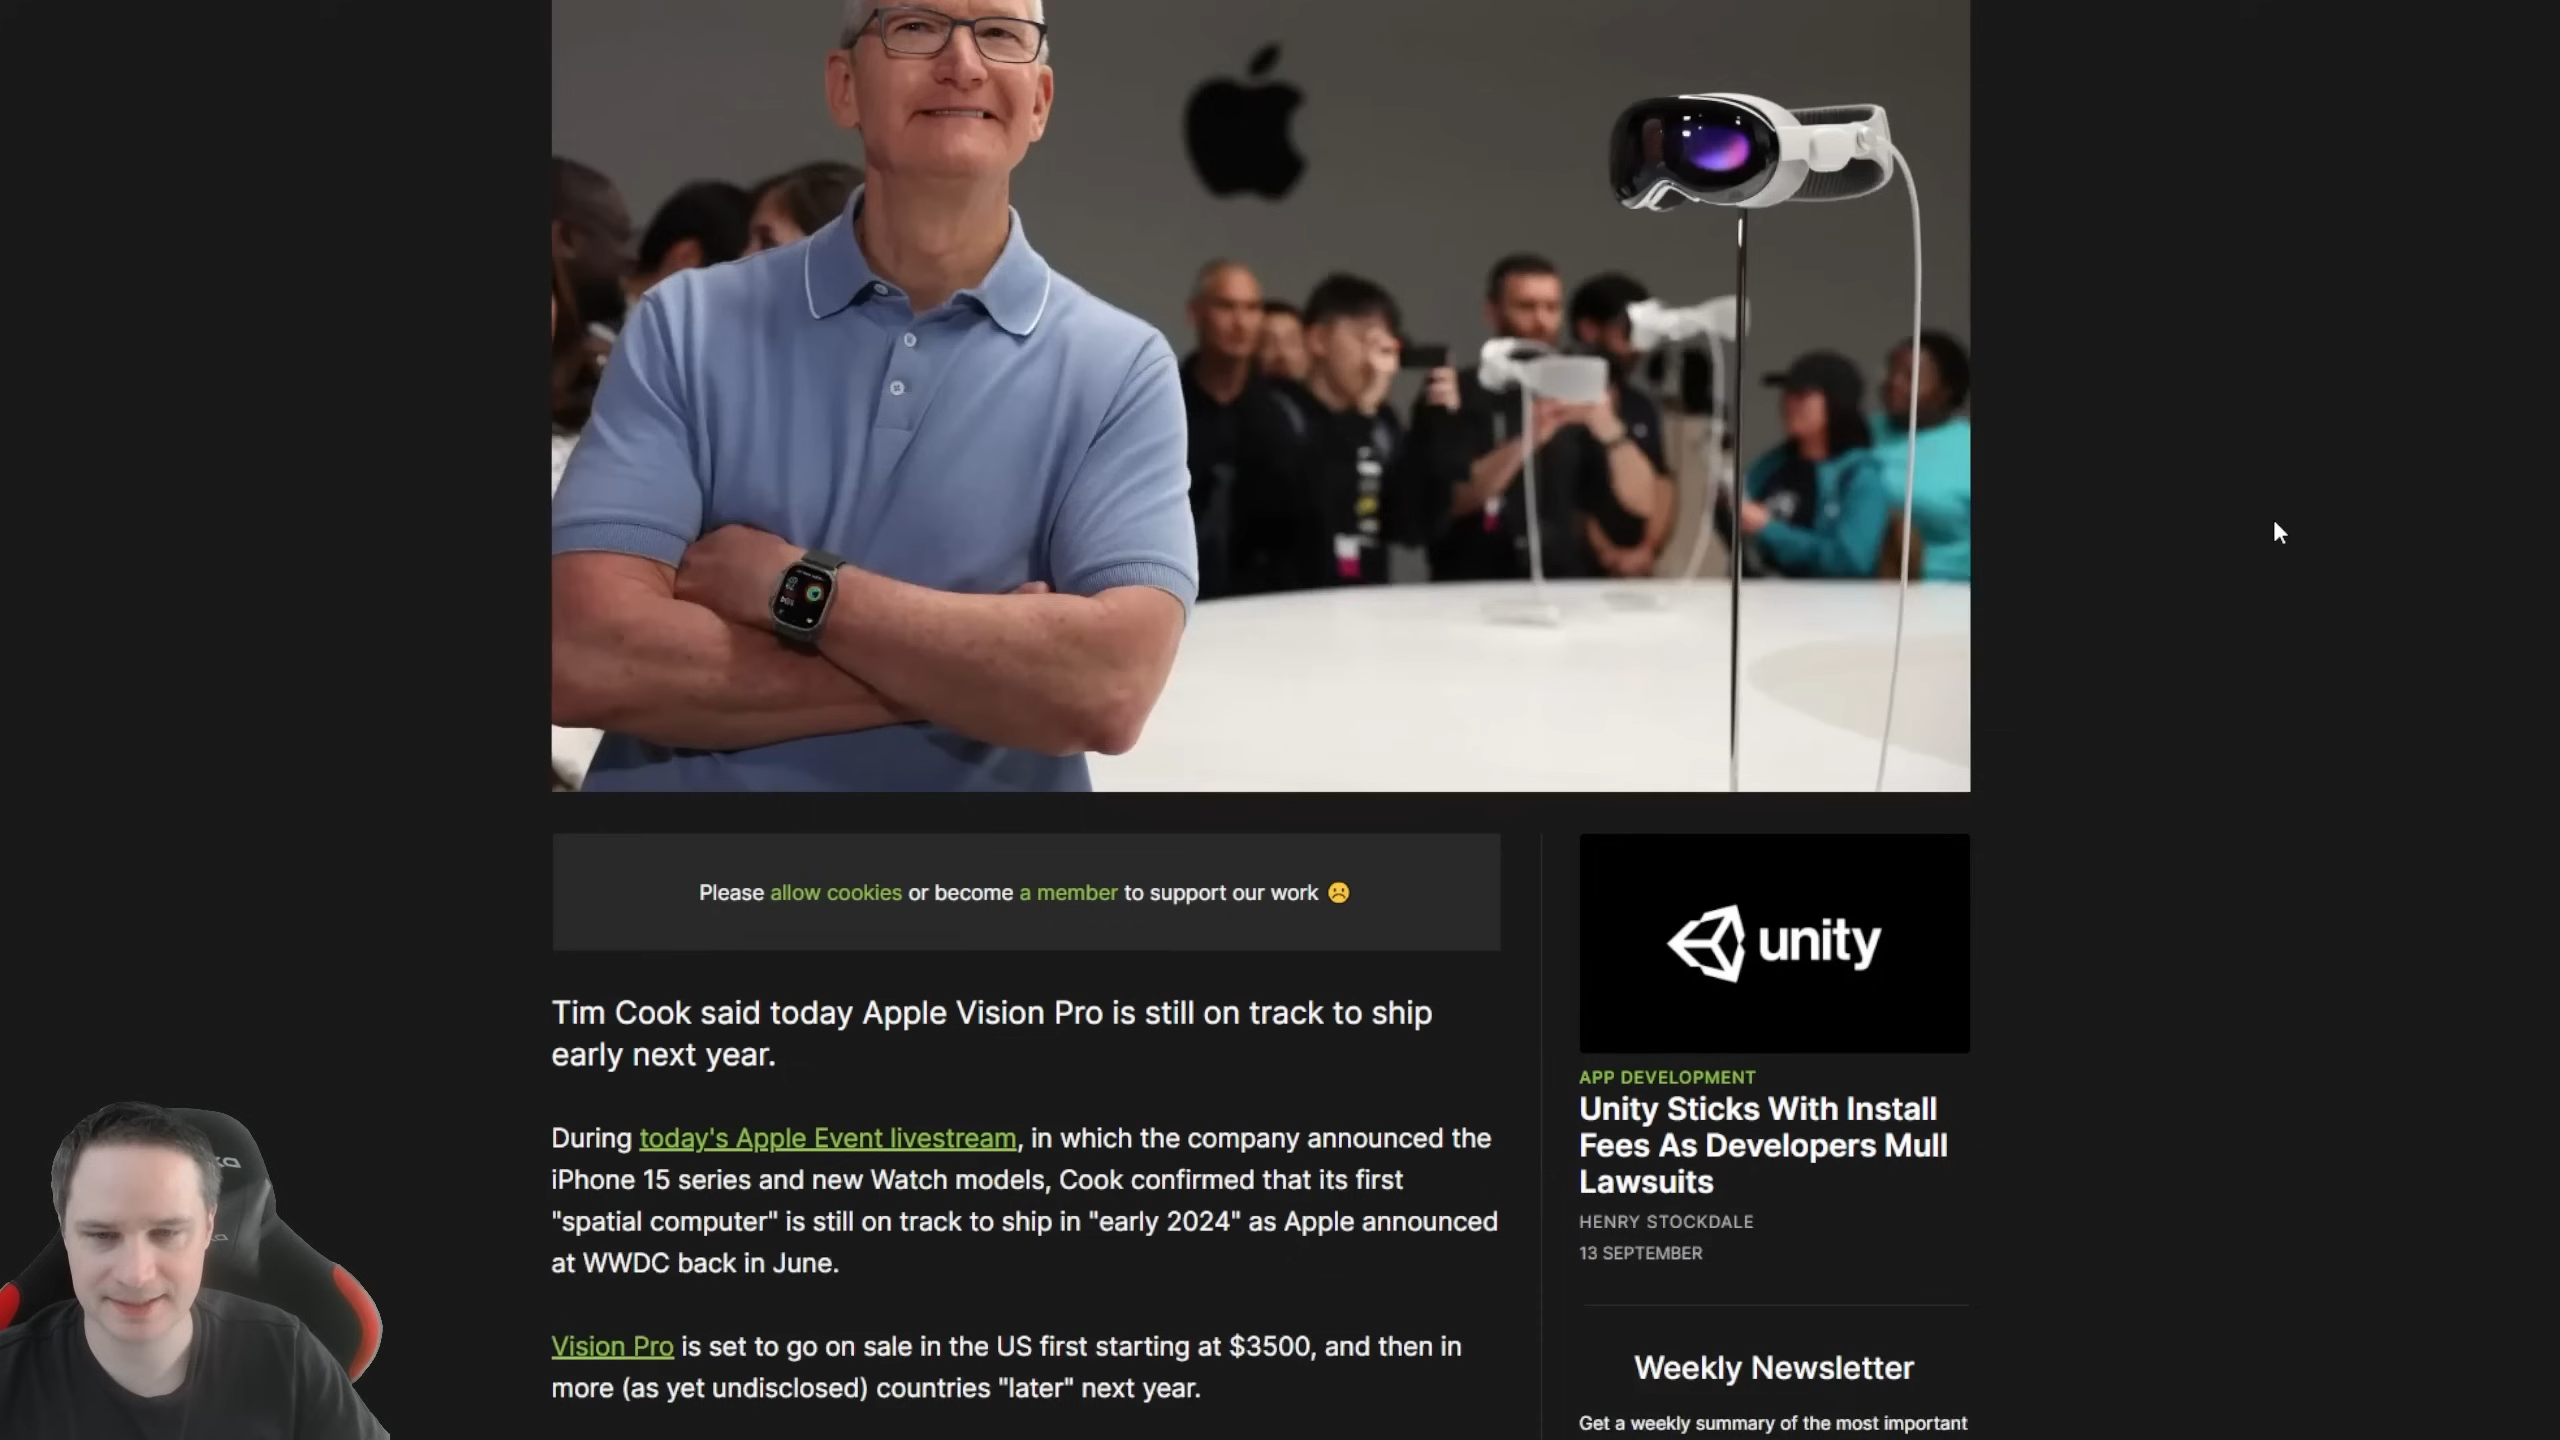 Please allow cookies or become a member to support our work ☹️
Tim Cook said today Apple Vision Pro is still on track to ship
early next year.
During today's Apple Event livestream, in which the company announced the
iPhone 15 series and new Watch models, Cook confirmed that its first
"spatial computer" is still on track to ship in "early 2024" as Apple announced
at WWDC back in June.
Vision Pro is set to go on sale in the US first starting at $3500, and then in
more (as yet undisclosed) countries "later" next year.
unity
APP DEVELOPMENT
Unity Sticks With Install
Fees As Developers Mull
Lawsuits
HENRY STOCKDALE
13 SEPTEMBER
Weekly Newsletter
Get a weekly summary of the most important